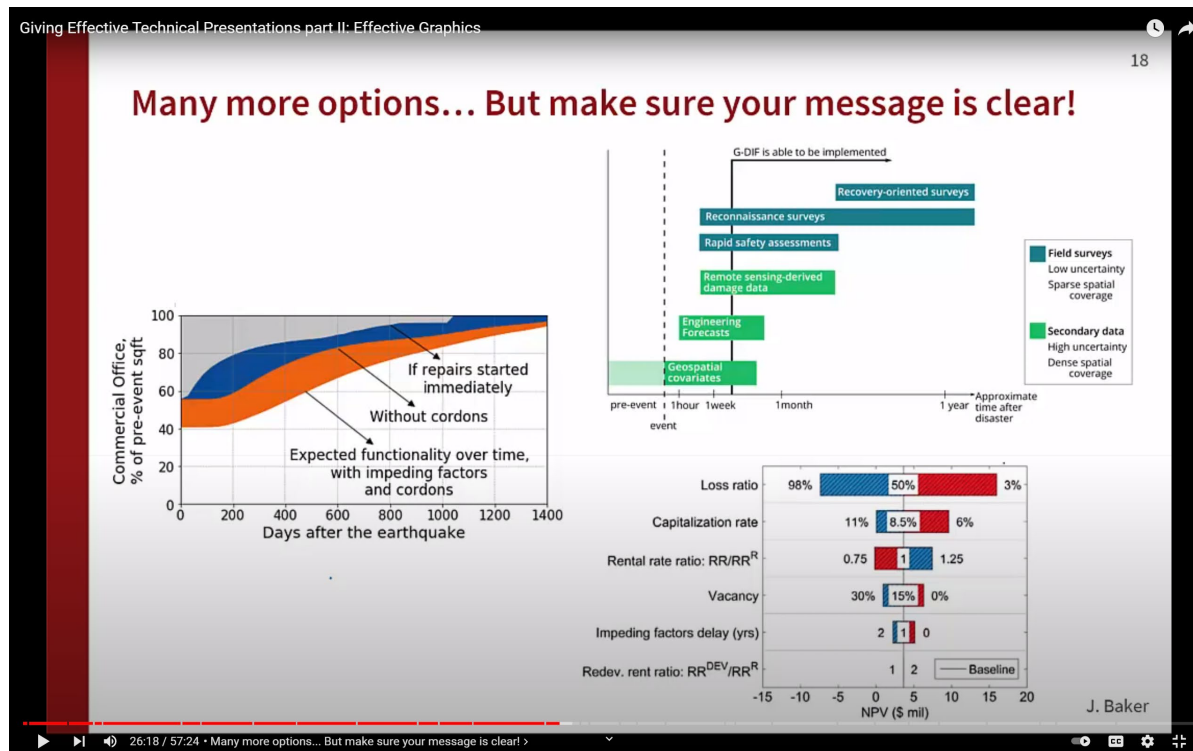 Giving Effective Technical Presentations part II: Effective Graphics
18
Many more options... But make sure your message is clear!
Commercial Office,
% of pre-event sqft
100
80
60
40
20
0
If repairs started
immediately
Without cordons
Expected functionality over time,
with impeding factors
and cordons
0 200 400 600 800 1000 1200 1400
Days after the earthquake
G-DIF is able to be implemented
Recovery-oriented surveys
Reconnaissance surveys
Rapid safety assessments
Remote sensing-derived
damage data
Engineering
Forecasts
Geospatial
covariates
pre-event 1hour 1week 1month 1 year
event
Approximate
time after
disaster
Field surveys
Low uncertainty
Sparse spatial
coverage
Secondary data
High uncertainty
Dense spatial
coverage
Loss ratio 98% 50% 3%
Capitalization rate 11% 8.5% 6%
Rental rate ratio: RR/RR^R 0.75 1 1.25
Vacancy 30% 15% 0%
Impeding factors delay (yrs) 2 1 0
Redev. rent ratio: RR^DEV/RR^R 1 2 Baseline
-15 -10 -5 0 5 10 15 20
NPV ($ mil)
J. Baker
26:18 / 57:24 • Many more options... But make sure your message is clear! ›
CC